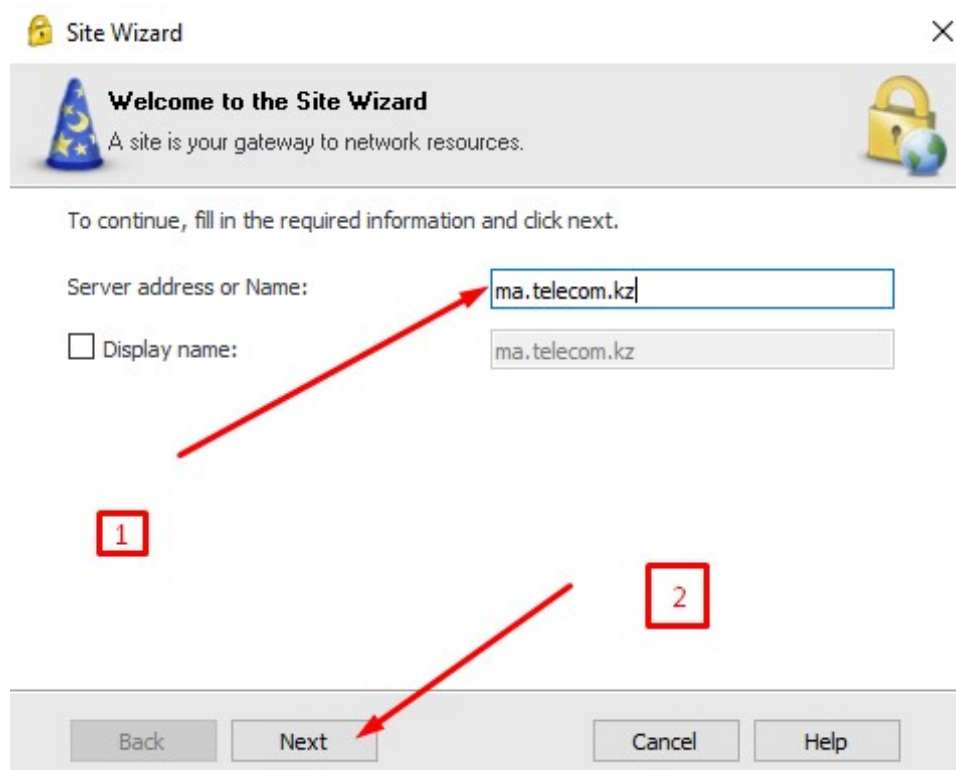 Site Wizard
Welcome to the Site Wizard
A site is your gateway to network resources.
To continue, fill in the required information and click next.
Server address or Name: ma.telecom.kz
Display name: ma.telecom.kz
1
2
Back Next Cancel Help